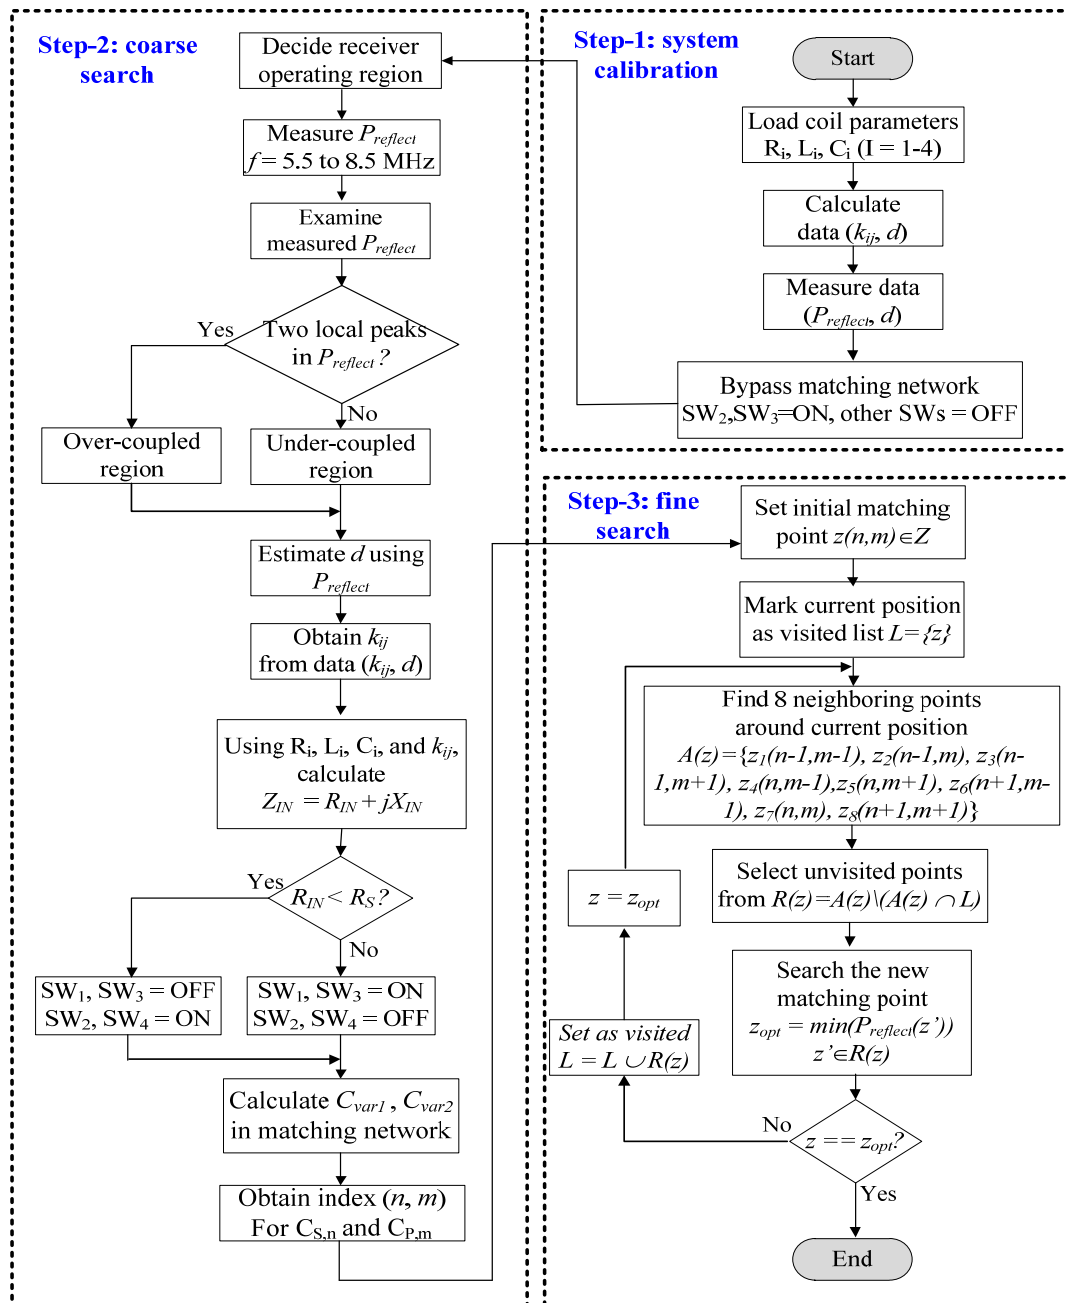 Step-1: system
calibration
Start
Load coil parameters
Rᵢ, Lᵢ, Cᵢ (I = 1-4)
Calculate
data (k_ij, d)
Measure data
(P_reflect, d)
Bypass matching network
SW₂,SW₃=ON, other SWs = OFF
Step-2: coarse
search
Decide receiver
operating region
Measure P_reflect
f = 5.5 to 8.5 MHz
Examine
measured P_reflect
Two local peaks
in P_reflect ?
Yes
No
Over-coupled
region
Under-coupled
region
Estimate d using
P_reflect
Obtain k_ij
from data (k_ij, d)
Using Rᵢ, Lᵢ, Cᵢ, and k_ij,
calculate
Z_IN = R_IN + jX_IN
R_IN < R_S?
Yes
No
SW₁, SW₃ = OFF
SW₂, SW₄ = ON
SW₁, SW₃ = ON
SW₂, SW₄ = OFF
Calculate C_var1 , C_var2
in matching network
Obtain index (n, m)
For C_S,n and C_P,m
Step-3: fine
search
Set initial matching
point z(n,m)∈Z
Mark current position
as visited list L={z}
Find 8 neighboring points
around current position
A(z)={z₁(n-1,m-1), z₂(n-1,m), z₃(n-
1,m+1), z₄(n,m-1),z₅(n,m+1), z₆(n+1,m-
1), z₇(n,m), z₈(n+1,m+1)}
Select unvisited points
from R(z)=A(z)\(A(z) ∩ L)
Search the new
matching point
z_opt = min(P_reflect(z’))
z’∈R(z)
z == z_opt?
No
Yes
Set as visited
L = L ∪ R(z)
z = z_opt
End